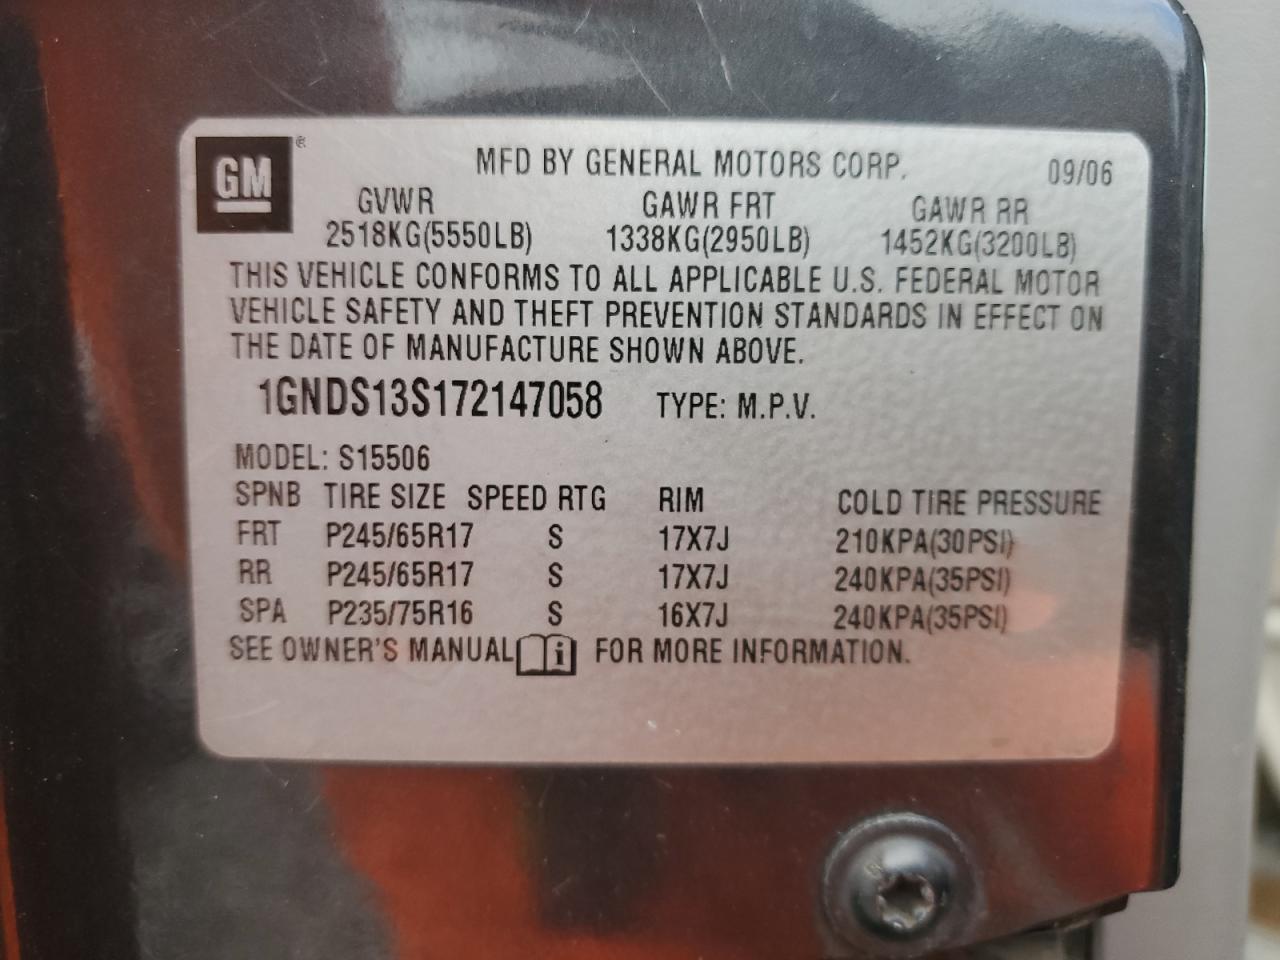 GM ® MFD BY GENERAL MOTORS CORP. 09/06
GVWR GAWR FRT GAWR RR
2518KG(5550LB) 1338KG(2950LB) 1452KG(3200LB)
THIS VEHICLE CONFORMS TO ALL APPLICABLE U.S. FEDERAL MOTOR
VEHICLE SAFETY AND THEFT PREVENTION STANDARDS IN EFFECT ON
THE DATE OF MANUFACTURE SHOWN ABOVE.
1GNDS13S172147058 TYPE: M.P.V.
MODEL: S15506
SPNB TIRE SIZE SPEED RTG RIM COLD TIRE PRESSURE
FRT P245/65R17 S 17X7J 210KPA(30PSI)
RR P245/65R17 S 17X7J 240KPA(35PSI)
SPA P235/75R16 S 16X7J 240KPA(35PSI)
SEE OWNER'S MANUAL i FOR MORE INFORMATION.